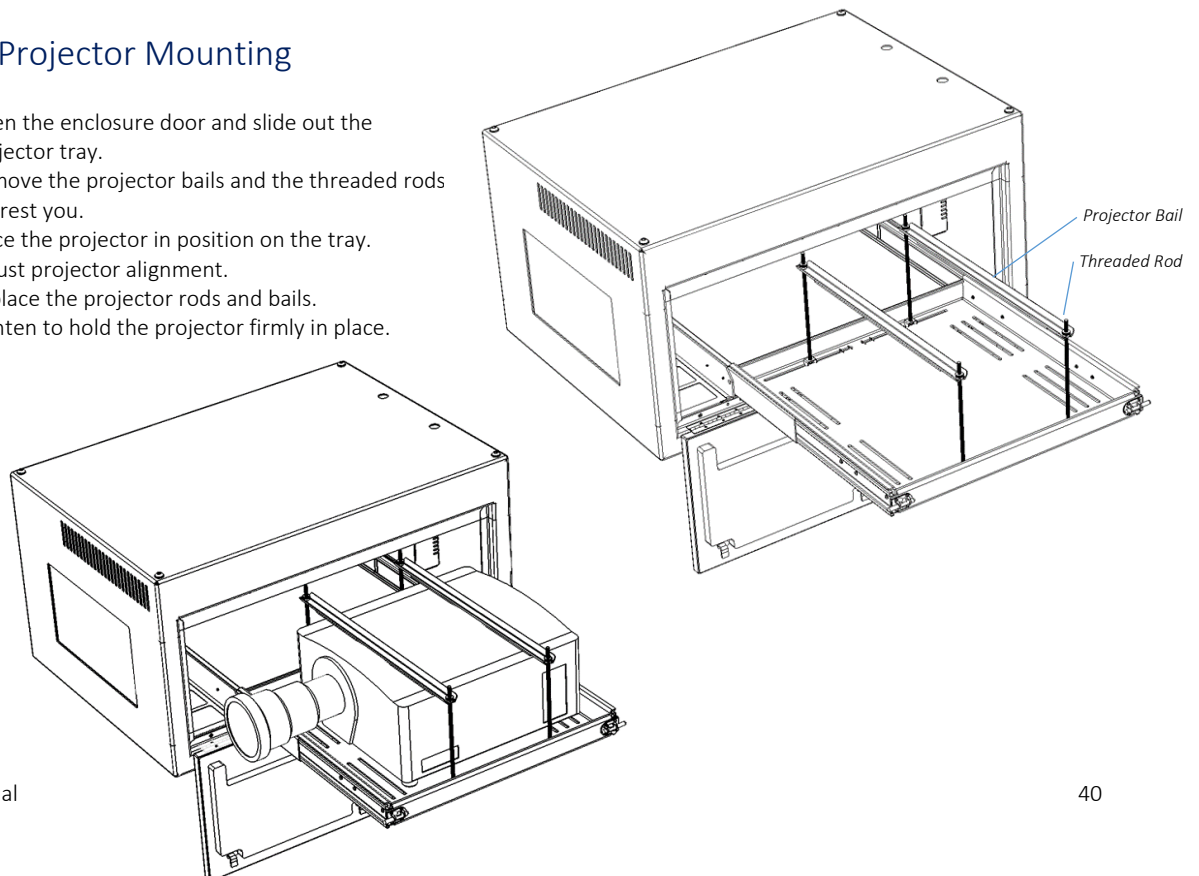 Projector Mounting
en the enclosure door and slide out the
jector tray.
move the projector bails and the threaded rods
rest you.
ce the projector in position on the tray.
ust projector alignment.
place the projector rods and bails.
hten to hold the projector firmly in place.
Projector Bail
Threaded Rod
al
40